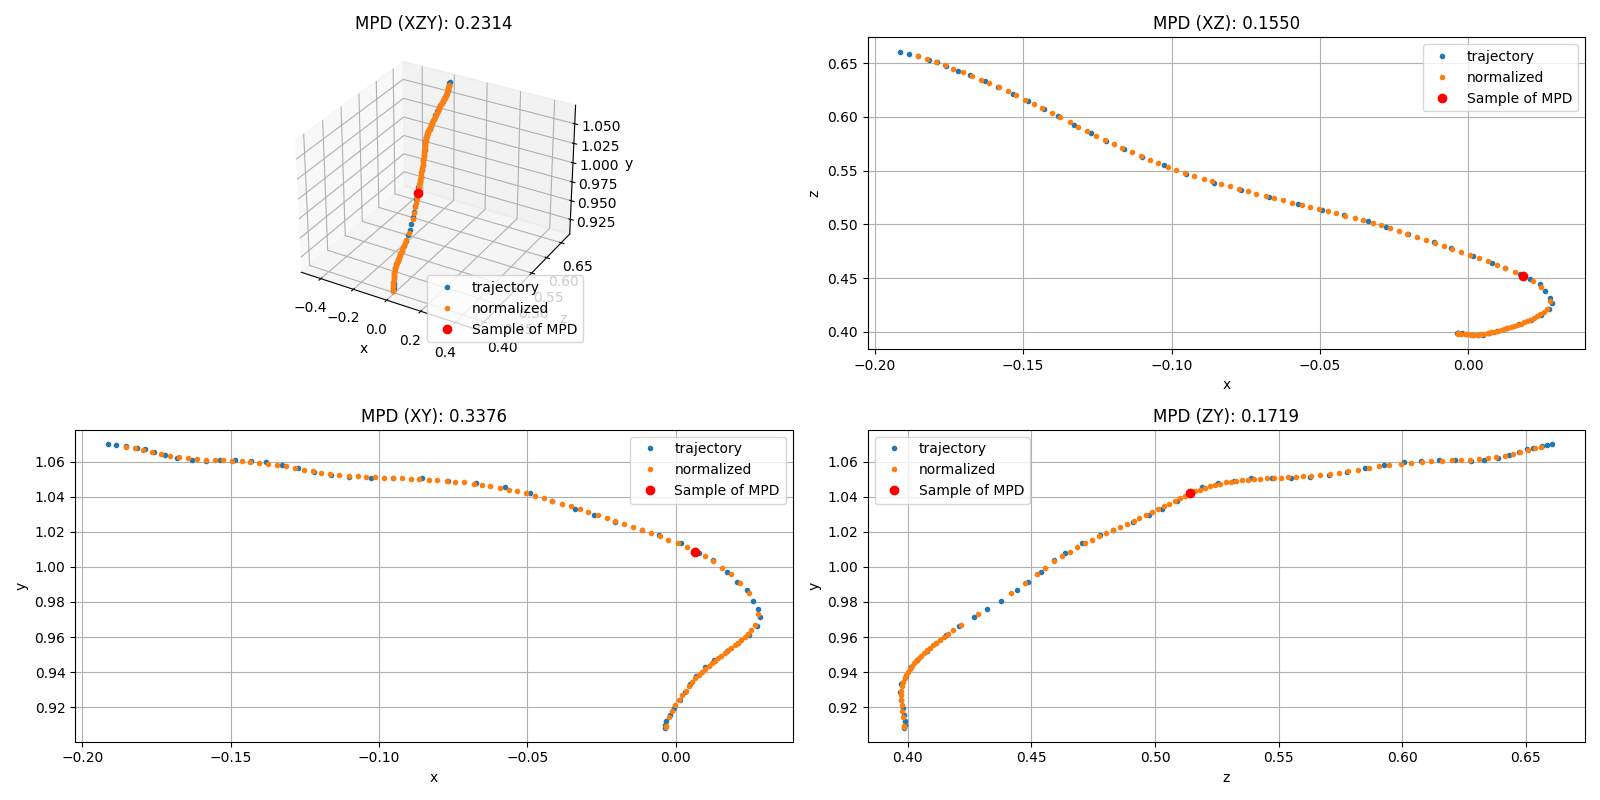 MPD (XZY): 0.2314
1.050
1.025
1.000
0.975
0.950
0.925
y
0.65
0.60
0.55
z
0.40
−0.4
−0.2
0.0
0.2
0.4
x
trajectory
normalized
Sample of MPD
MPD (XZ): 0.1550
0.65
0.60
0.55
0.50
0.45
0.40
z
−0.20
−0.15
−0.10
−0.05
0.00
x
trajectory
normalized
Sample of MPD
MPD (XY): 0.3376
1.06
1.04
1.02
1.00
0.98
0.96
0.94
0.92
y
−0.20
−0.15
−0.10
−0.05
0.00
x
trajectory
normalized
Sample of MPD
MPD (ZY): 0.1719
1.06
1.04
1.02
1.00
0.98
0.96
0.94
0.92
y
0.40
0.45
0.50
0.55
0.60
0.65
z
trajectory
normalized
Sample of MPD